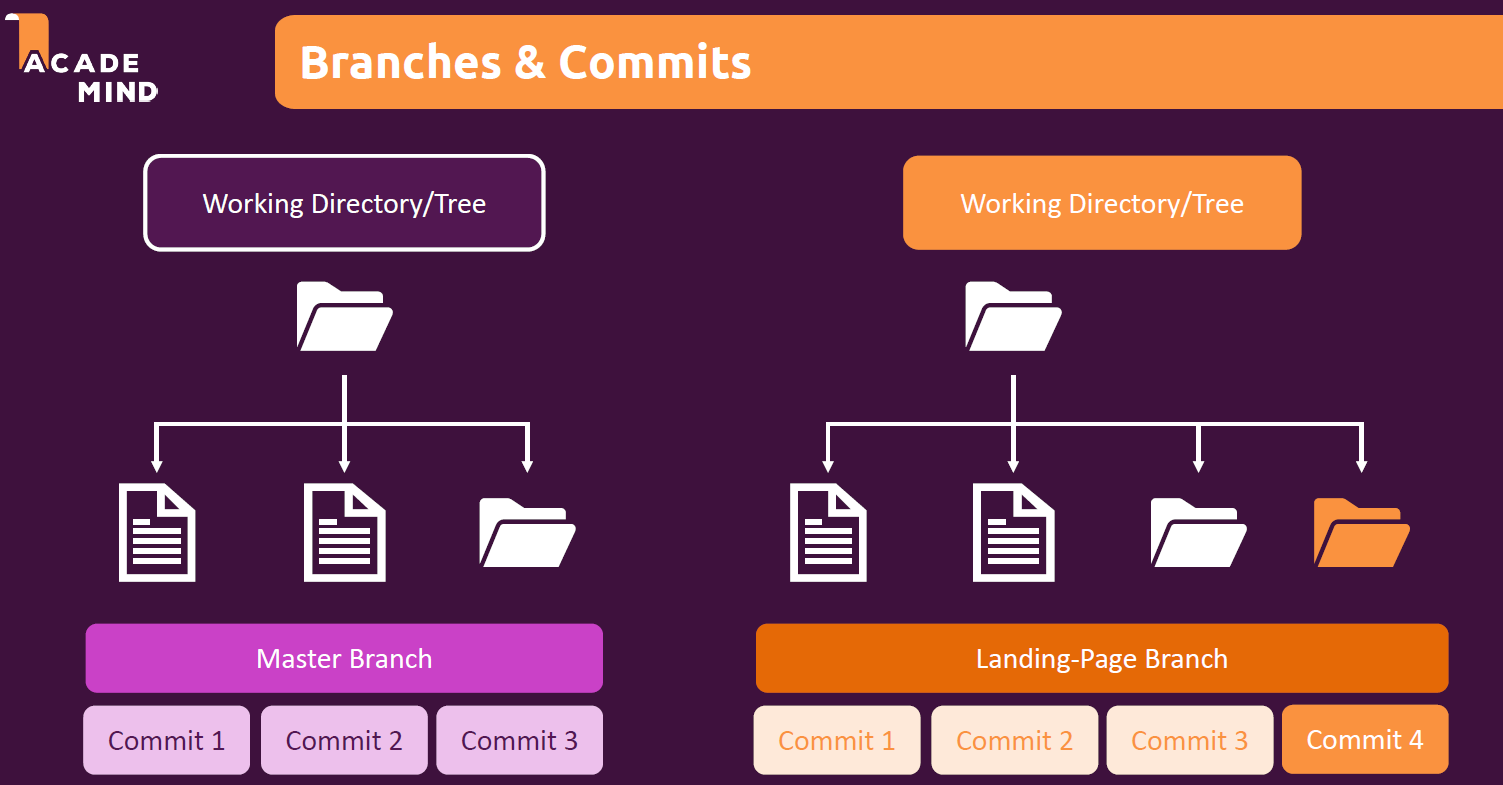 ACADE
MIND
Branches & Commits
Working Directory/Tree
Working Directory/Tree
Master Branch
Landing-Page Branch
Commit 1
Commit 2
Commit 3
Commit 1
Commit 2
Commit 3
Commit 4